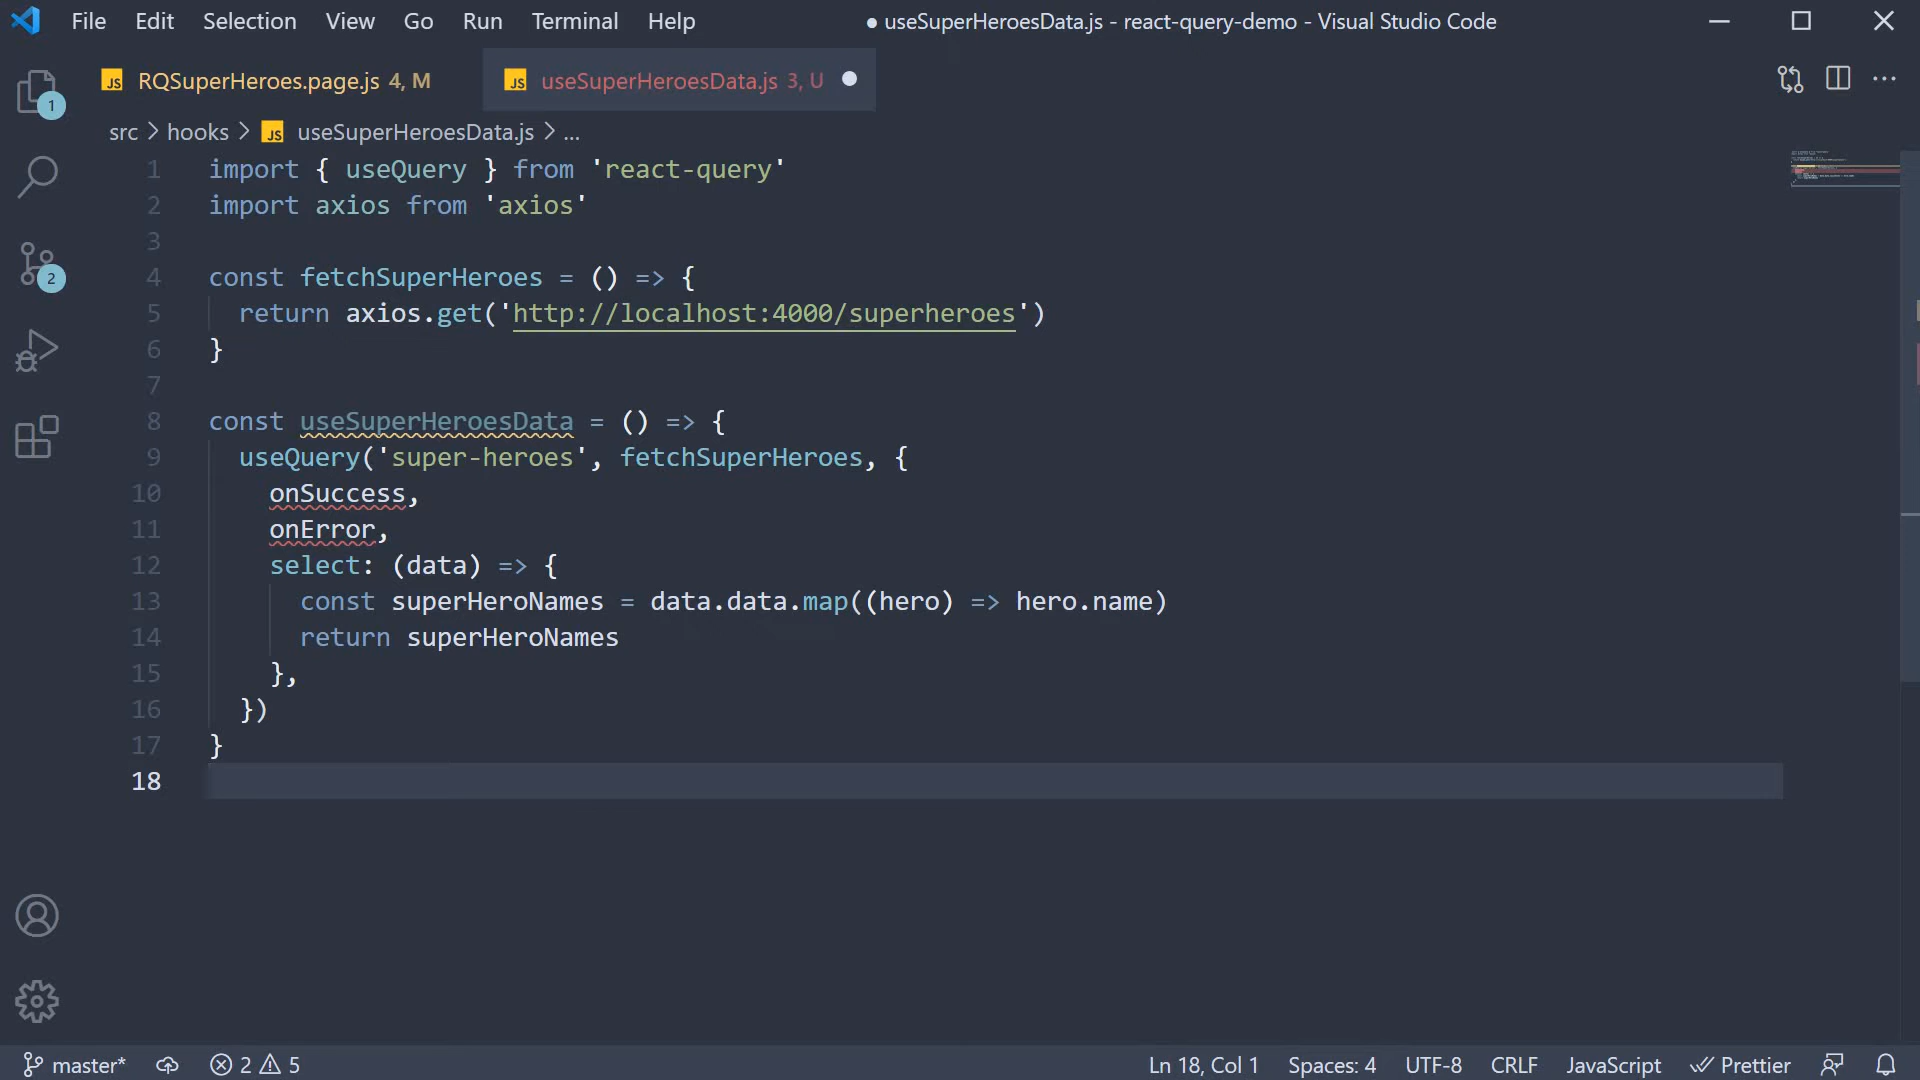 File Edit Selection View Go Run Terminal Help ● useSuperHeroesData.js - react-query-demo - Visual Studio Code
JS RQSuperHeroes.page.js 4, M JS useSuperHeroesData.js 3, U
1
src > hooks > JS useSuperHeroesData.js > ...
1 import { useQuery } from 'react-query'
2 import axios from 'axios'
3
4 const fetchSuperHeroes = () => {
2
5 return axios.get('http://localhost:4000/superheroes')
6 }
7
8 const useSuperHeroesData = () => {
9 useQuery('super-heroes', fetchSuperHeroes, {
10 onSuccess,
11 onError,
12 select: (data) => {
13 const superHeroNames = data.data.map((hero) => hero.name)
14 return superHeroNames
15 },
16 })
17 }
18
master* 2 5 Ln 18, Col 1 Spaces: 4 UTF-8 CRLF JavaScript Prettier